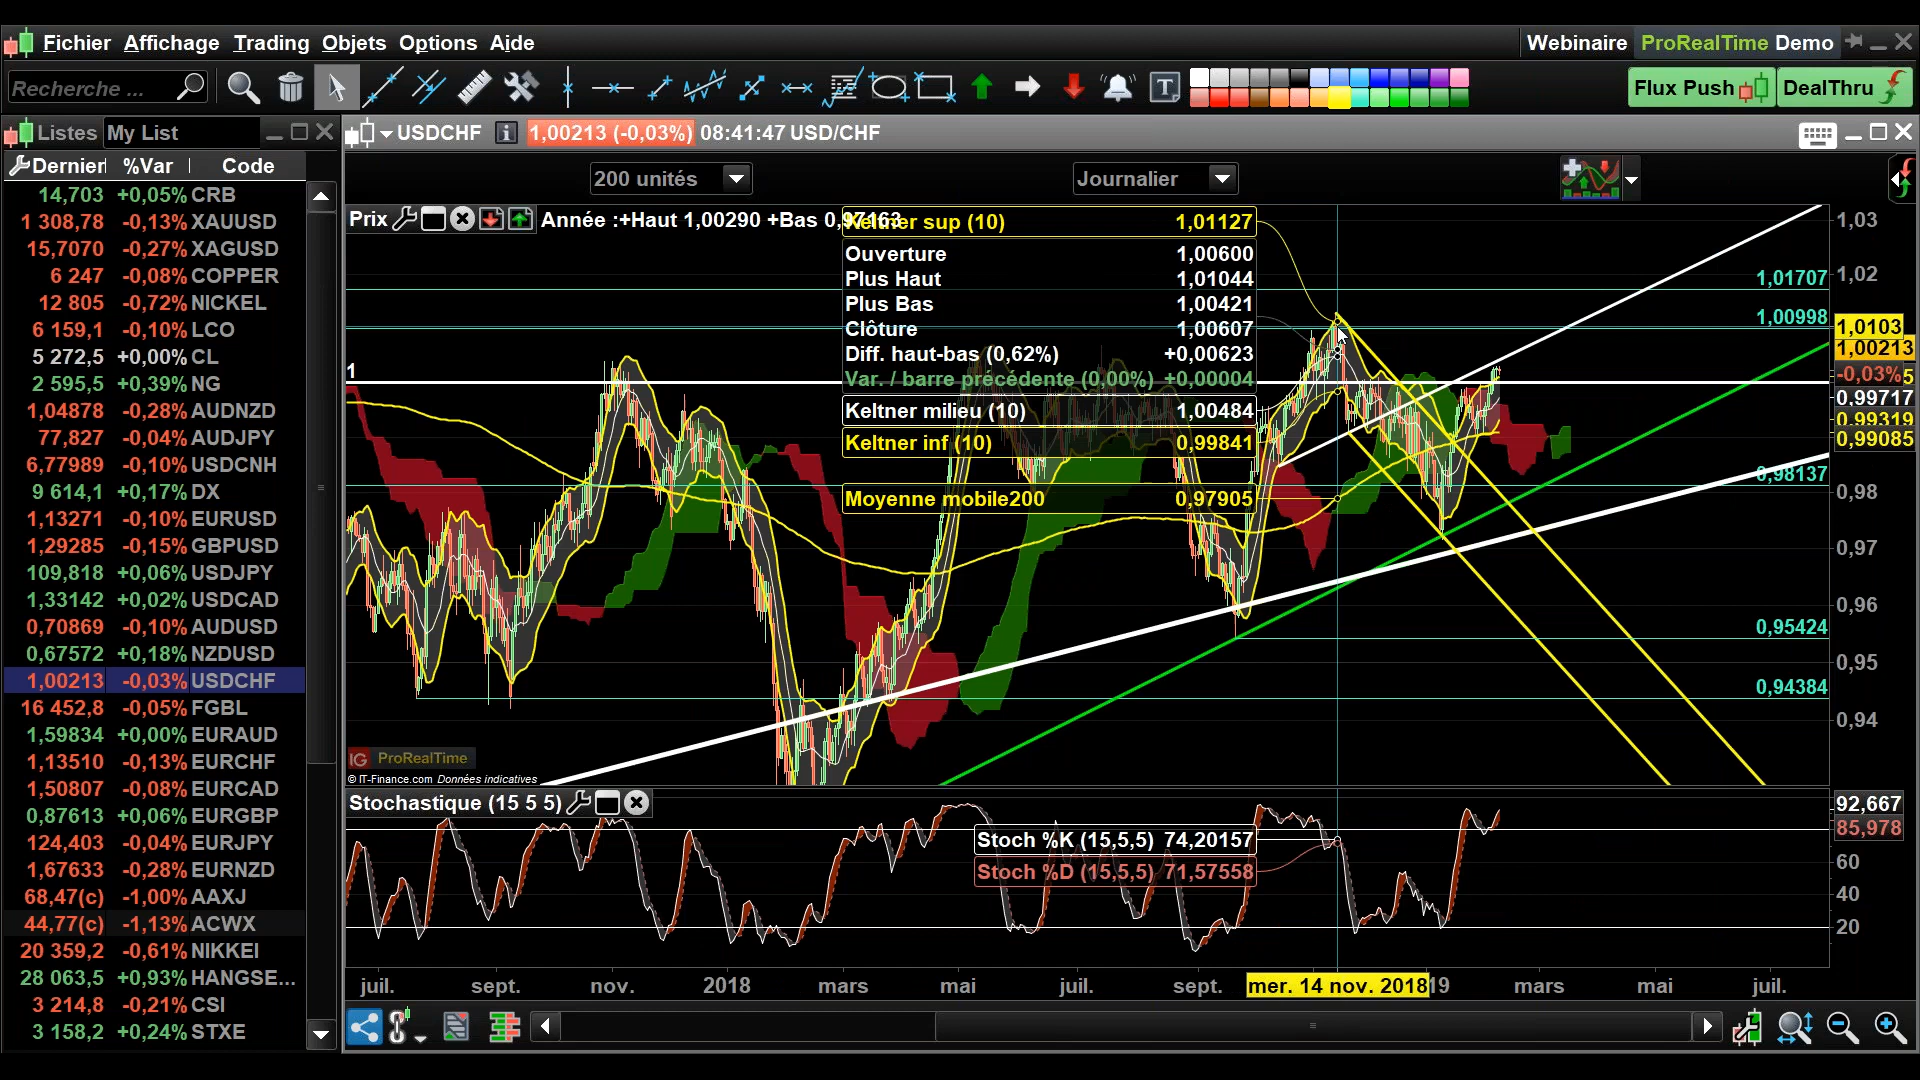 Fichier Affichage Trading Objets Options Aide
Webinaire ProRealTime Demo
Recherche ...
T
Flux Push
DealThru
Listes My List
USDCHF i 1,00213 (-0,03%) 08:41:47 USD/CHF
Dernier %Var Code
14,703 +0,05% CRB
1 308,78 -0,13% XAUUSD
15,7070 -0,27% XAGUSD
6 247 -0,08% COPPER
12 805 -0,72% NICKEL
6 159,1 -0,10% LCO
5 272,5 +0,00% CL
2 595,5 +0,39% NG
1,04878 -0,28% AUDNZD
77,827 -0,04% AUDJPY
6,77989 -0,10% USDCNH
9 614,1 +0,17% DX
1,13271 -0,10% EURUSD
1,29285 -0,15% GBPUSD
109,818 +0,06% USDJPY
1,33142 +0,02% USDCAD
0,70869 -0,10% AUDUSD
0,67572 +0,18% NZDUSD
1,00213 -0,03% USDCHF
16 452,8 -0,05% FGBL
1,59834 +0,00% EURAUD
1,13510 -0,13% EURCHF
1,50807 -0,08% EURCAD
0,87613 +0,06% EURGBP
124,403 -0,04% EURJPY
1,67633 -0,28% EURNZD
68,47(c) -1,00% AAXJ
44,77(c) -1,13% ACWX
20 359,2 -0,61% NIKKEI
28 063,5 +0,93% HANGSE...
3 214,8 -0,21% CSI
3 158,2 +0,24% STXE
200 unités
Journalier
Prix
Année :+Haut 1,00290 +Bas 0,97163
Keltner sup (10) 1,01127
Ouverture 1,00600
Plus Haut 1,01044
Plus Bas 1,00421
Clôture 1,00607
Diff. haut-bas (0,62%) +0,00623
Var. / barre précédente (0,00%) +0,00004
Keltner milieu (10) 1,00484
Keltner inf (10) 0,99841
Moyenne mobile200 0,97905
1
1,01707
1,00998
0,98137
0,95424
0,94384
1,03
1,02
1,0103
1,00213
-0,03%
0,99717
0,99319
0,99085
0,98
0,97
0,96
0,95
0,94
IG ProRealTime
© IT-Finance.com Données indicatives
Stochastique (15 5 5)
Stoch %K (15,5,5) 74,20157
Stoch %D (15,5,5) 71,57558
92,667
85,978
60
40
20
juil. sept. nov. 2018 mars mai juil. sept. mer. 14 nov. 2018 19 mars mai juil.